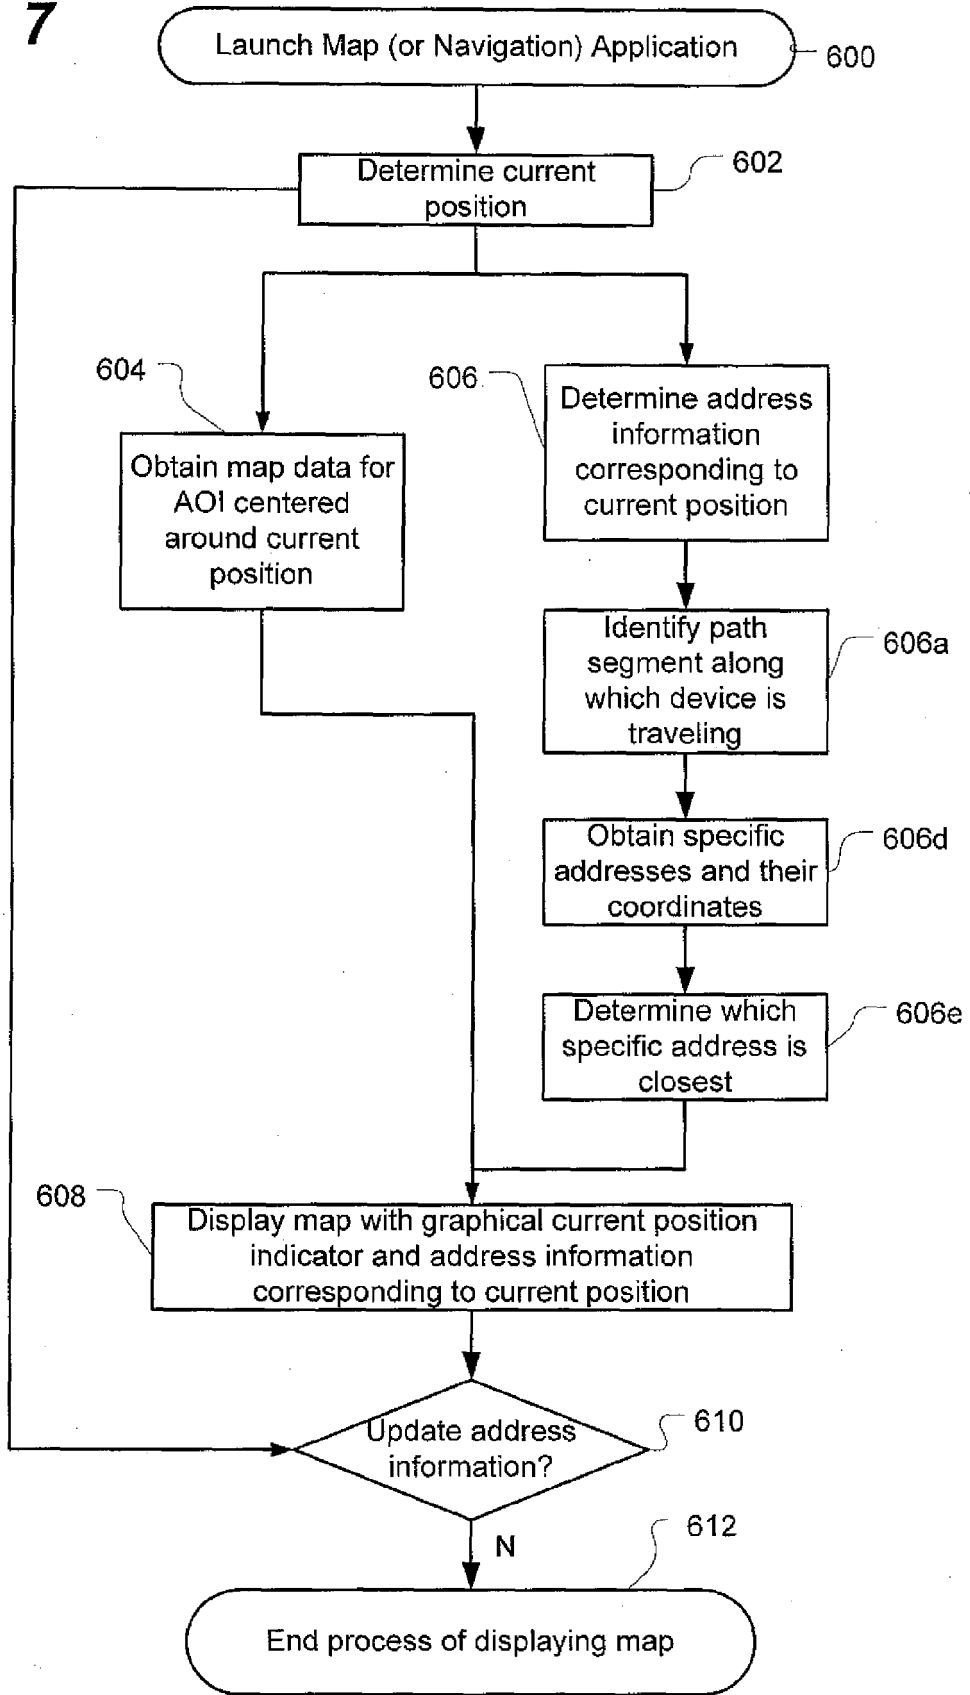 7
Launch Map (or Navigation) Application
600
Determine current
position
602
604
Obtain map data for
AOI centered
around current
position
606
Determine address
information
corresponding to
current position
Identify path
segment along
which device is
traveling
606a
Obtain specific
addresses and their
coordinates
606d
Determine which
specific address is
closest
606e
608
Display map with graphical current position
indicator and address information
corresponding to current position
Update address
information?
610
N
612
End process of displaying map